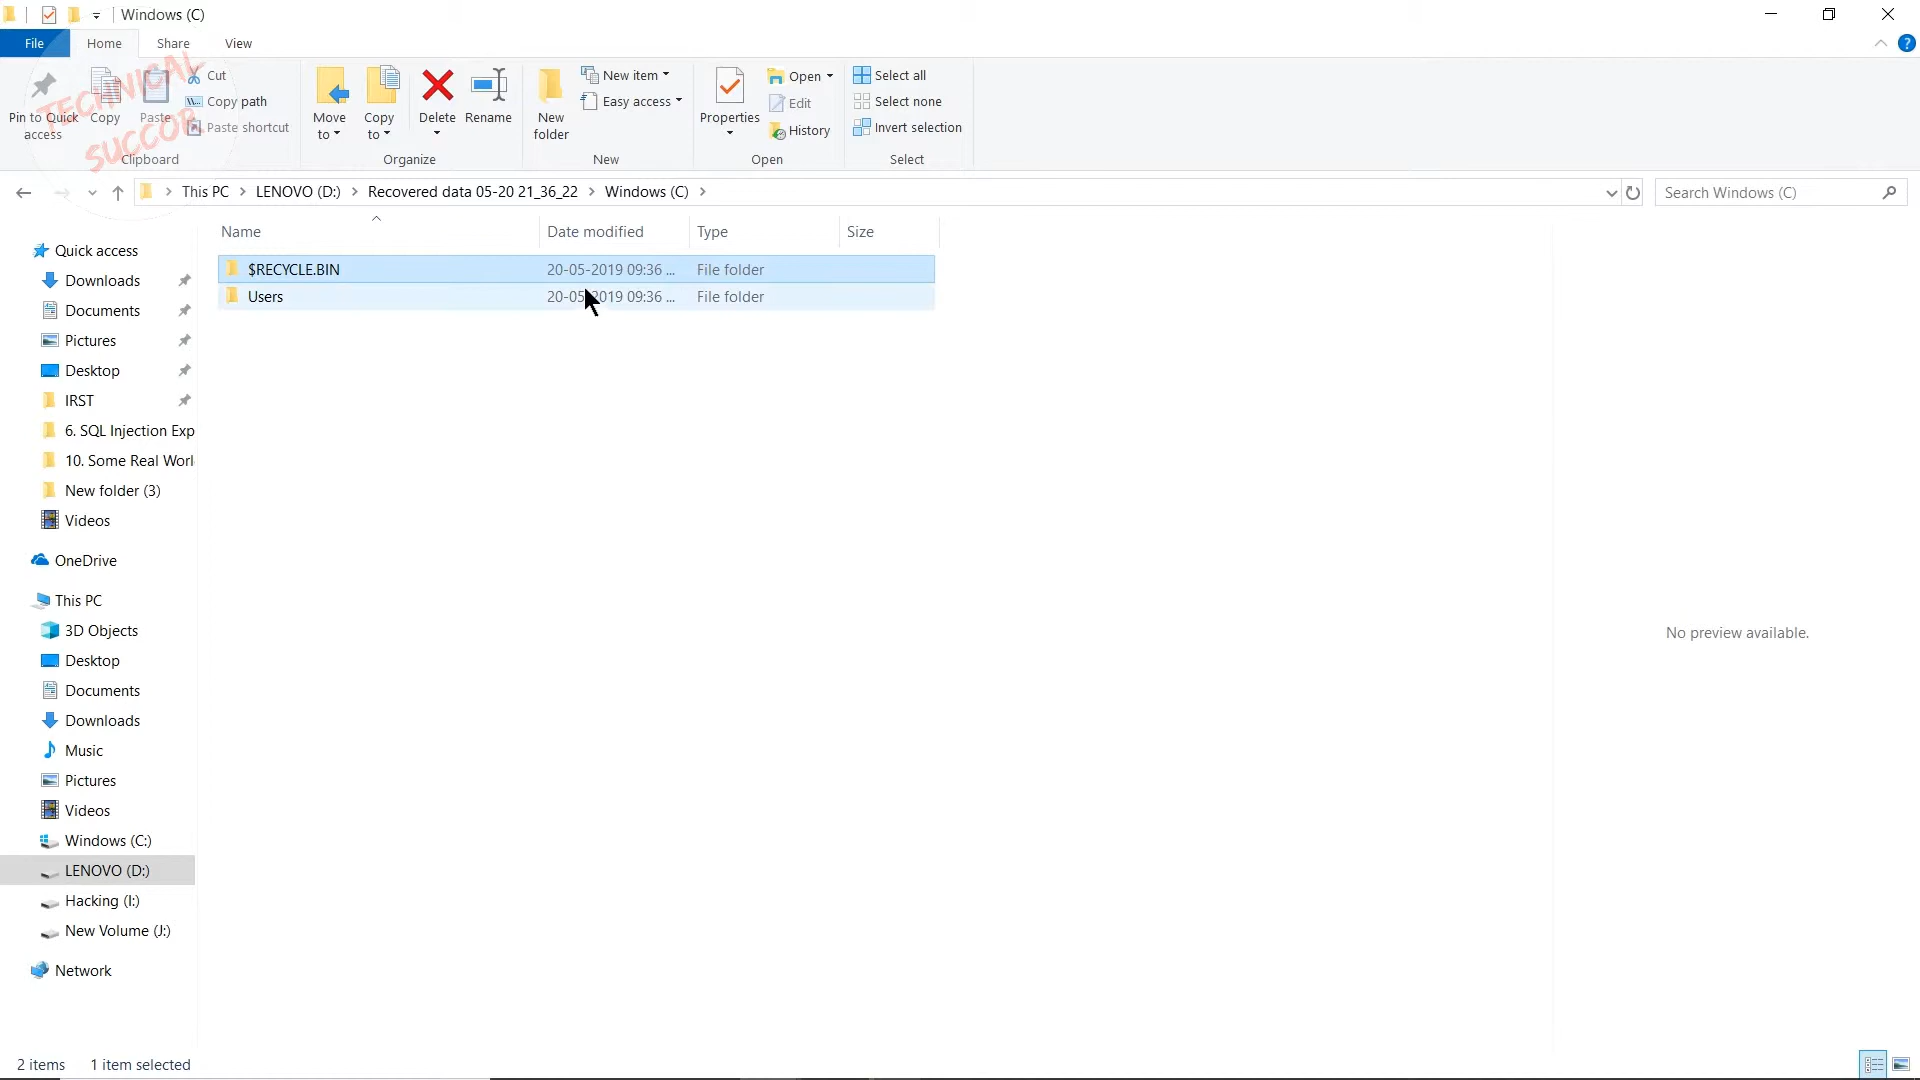 Windows (C)
File Home Share View
Pin to Quick access
Copy
Paste
Cut
Copy path
Paste shortcut
Clipboard
TECHNICAL
SUCCOR
Move to
Copy to
Delete
Rename
Organize
New folder
New item
Easy access
New
Properties
Open
Edit
History
Open
Select all
Select none
Invert selection
Select
This PC > LENOVO (D:) > Recovered data 05-20 21_36_22 > Windows (C) >
Search Windows (C)
Name Date modified Type Size
$RECYCLE.BIN 20-05-2019 09:36 ... File folder
Users 20-05-2019 09:36 ... File folder
Quick access
Downloads
Documents
Pictures
Desktop
IRST
6. SQL Injection Exp
10. Some Real Worl
New folder (3)
Videos
OneDrive
This PC
3D Objects
Desktop
Documents
Downloads
Music
Pictures
Videos
Windows (C:)
LENOVO (D:)
Hacking (I:)
New Volume (J:)
Network
No preview available.
2 items 1 item selected